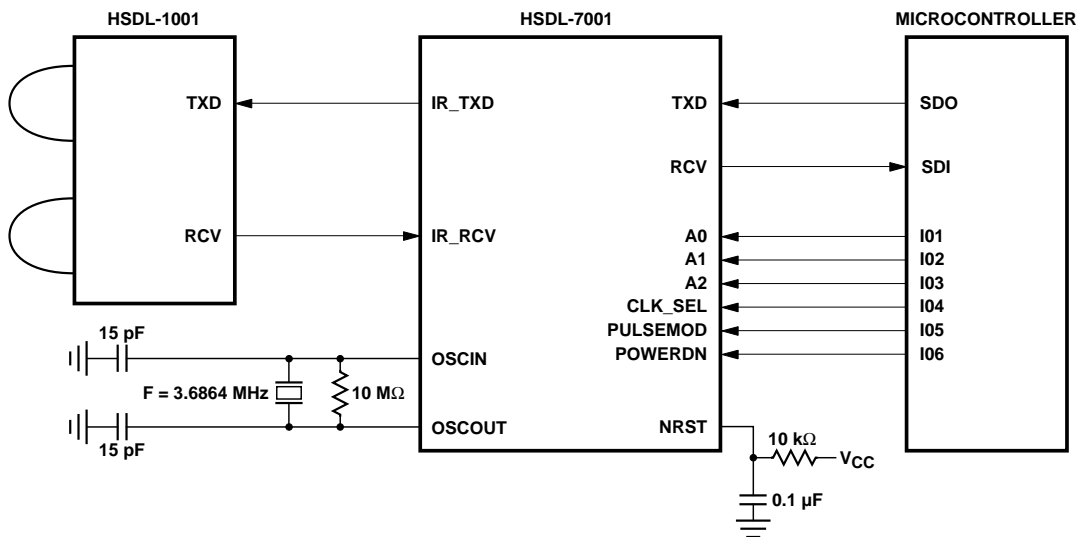 HSDL-1001
HSDL-7001
MICROCONTROLLER
TXD
IR_TXD
TXD
SDO
RCV
SDI
RCV
IR_RCV
A0
I01
A1
I02
A2
I03
CLK_SEL
I04
PULSEMOD
I05
POWERDN
I06
15 pF
OSCIN
F = 3.6864 MHz
10 MΩ
OSCOUT
15 pF
NRST
10 kΩ
VCC
0.1 µF